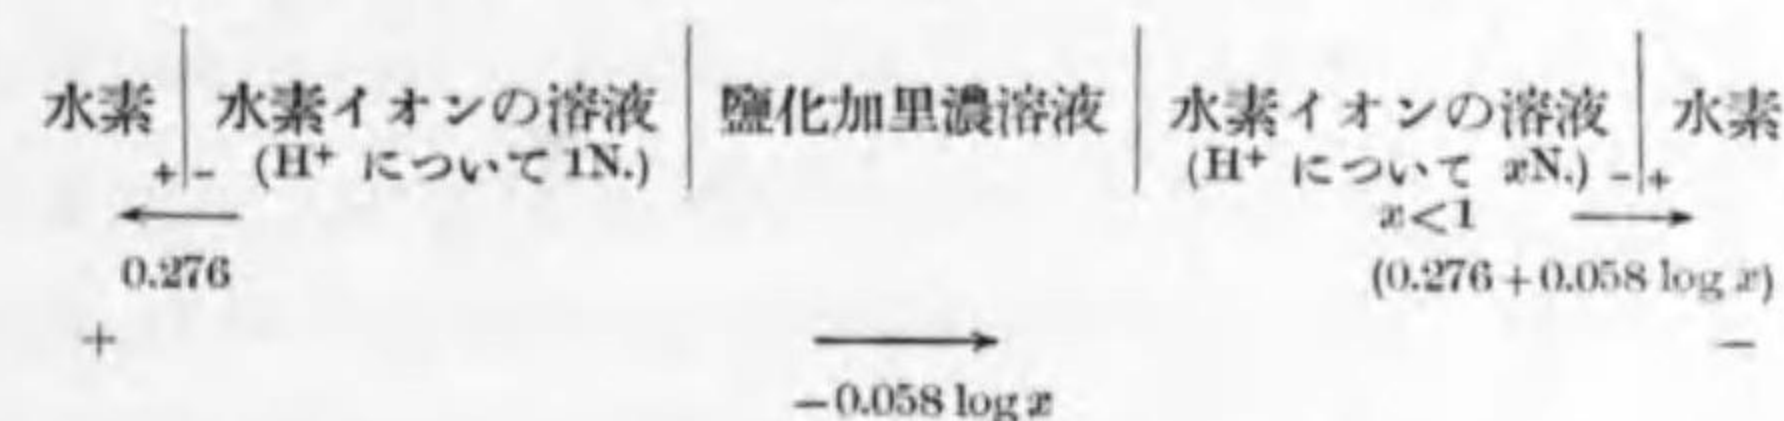 水素 水素イオンの溶液 鹽化加里濃溶液 水素イオンの溶液 水素
+ - (H⁺ について 1N.) (H⁺ について xN.) - +
x<1
0.276 (0.276+0.058 log x)
+ -
-0.058 log x